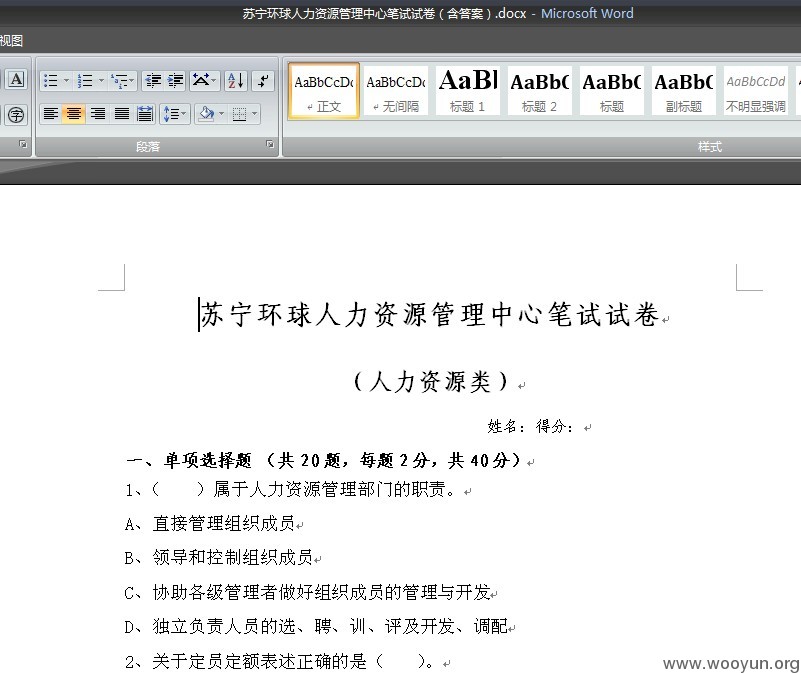 苏宁环球人力资源管理中心笔试试卷（含答案）.docx - Microsoft Word
视图
A
AaBbCcDc AaBbCcDc AaBl AaBbC AaBbC AaBbC AaBbCcDd
正文 无间隔 标题 1 标题 2 标题 副标题 不明显强调
字
段落 样式
苏宁环球人力资源管理中心笔试试卷
（人力资源类）
姓名：得分：
一、单项选择题 （共 20 题，每题 2 分，共 40 分）
1、（ ）属于人力资源管理部门的职责。
A、直接管理组织成员
B、领导和控制组织成员
C、协助各级管理者做好组织成员的管理与开发
D、独立负责人员的选、聘、训、评及开发、调配
2、关于定员定额表述正确的是（ ）。
www.wooyun.org